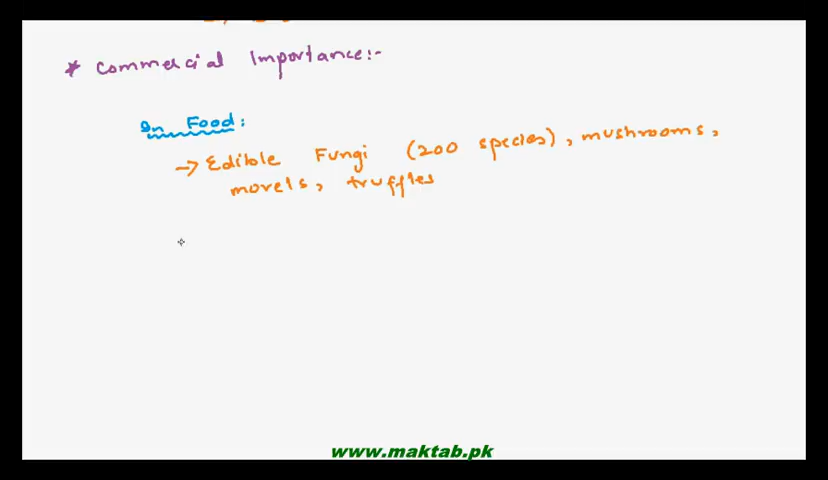 * Commercial Importance:-
In Food:
→ Edible Fungi (200 species), mushrooms,
morels, truffles
www.maktab.pk